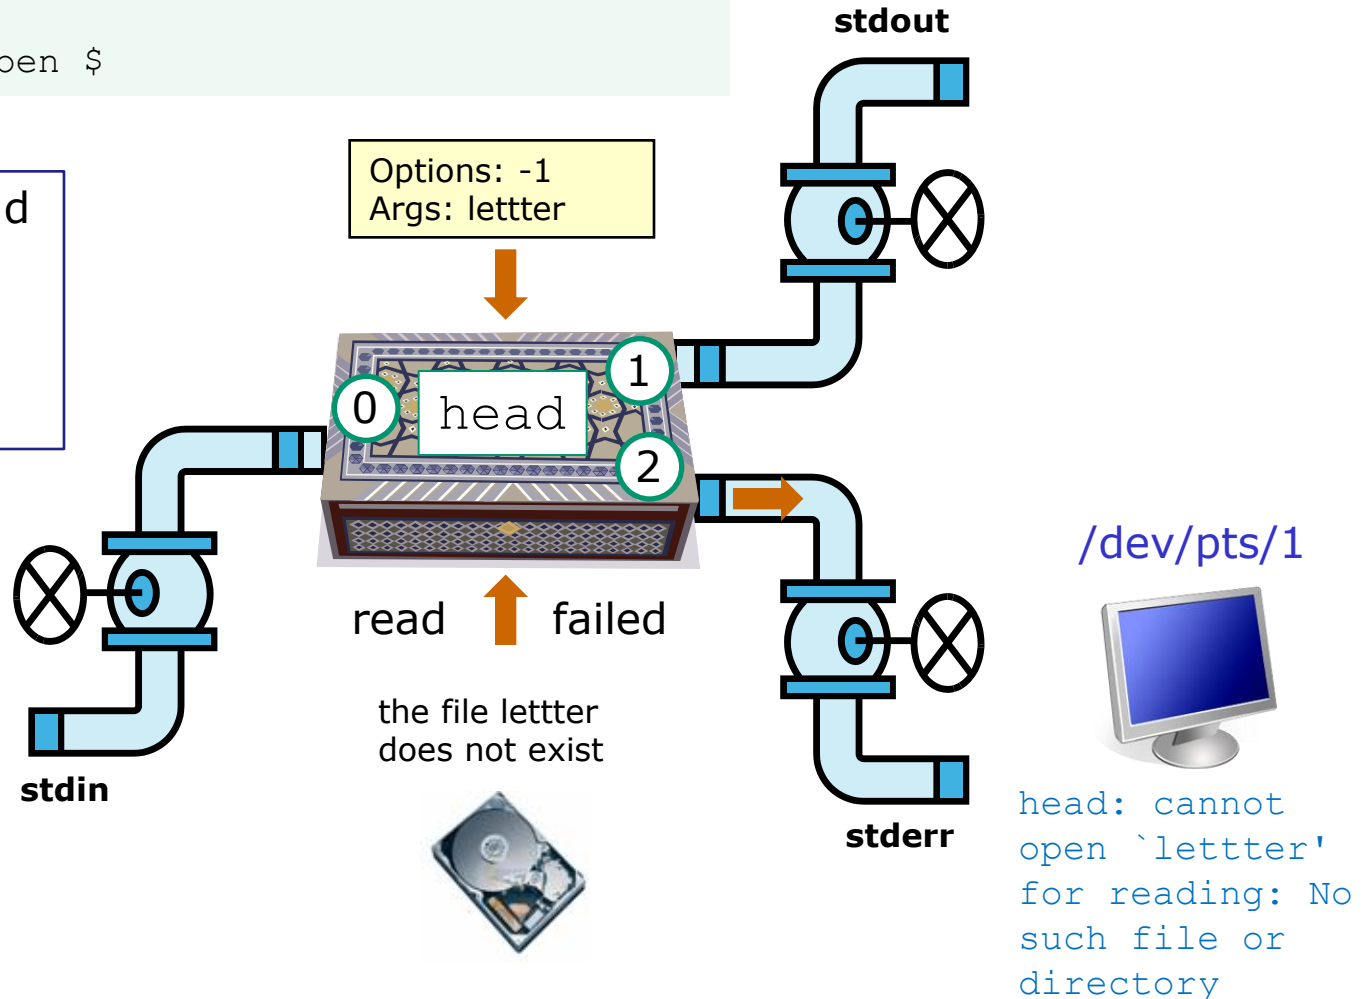 stdout
pen $
d
Options: -1
Args: lettter
1
0
head
2
/dev/pts/1
read
failed
the file lettter
does not exist
stdin
stderr
head: cannot
open `lettter'
for reading: No
such file or
directory